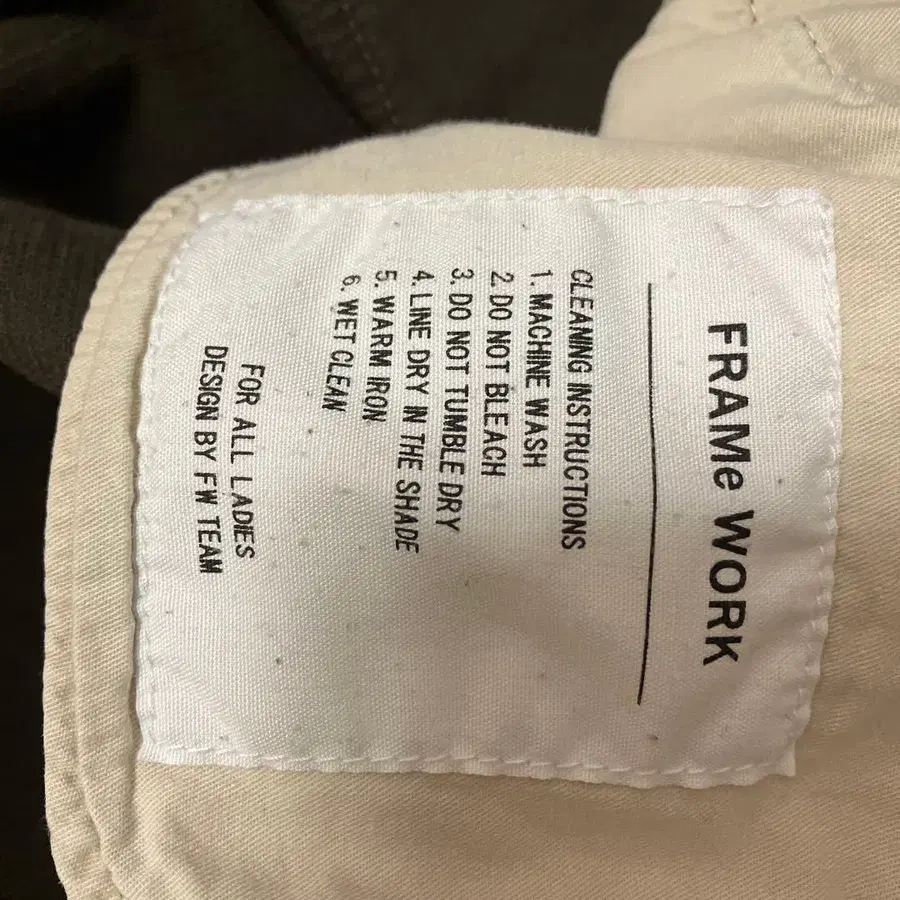 FRAMe WORK
CLEANING INSTRUCTIONS
1. MACHINE WASH
2. DO NOT BLEACH
3. DO NOT TUMBLE DRY
4. LINE DRY IN THE SHADE
5. WARM IRON
6. WET CLEAN
FOR ALL LADIES
DESIGN BY FW TEAM